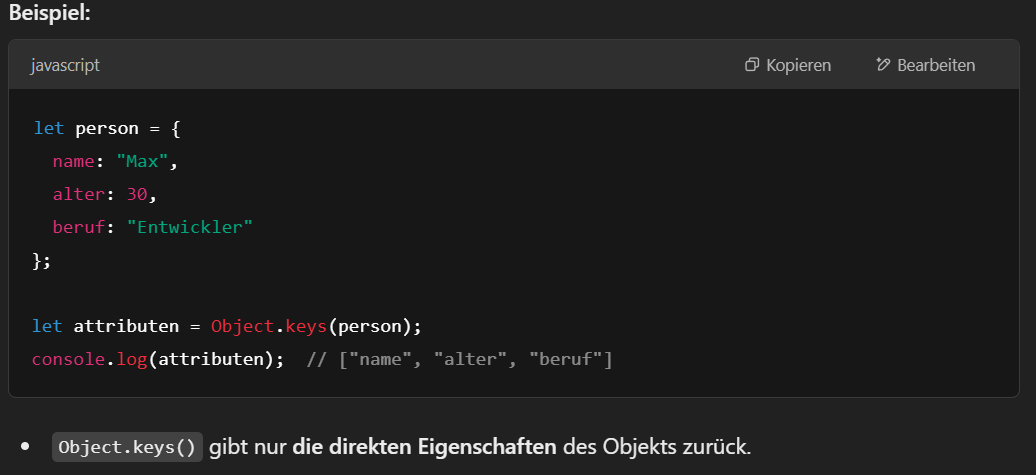 Beispiel:
javascript
Kopieren
Bearbeiten
let person = {
  name: "Max",
  alter: 30,
  beruf: "Entwickler"
};
let attributen = Object.keys(person);
console.log(attributen);  // ["name", "alter", "beruf"]
• Object.keys() gibt nur die direkten Eigenschaften des Objekts zurück.